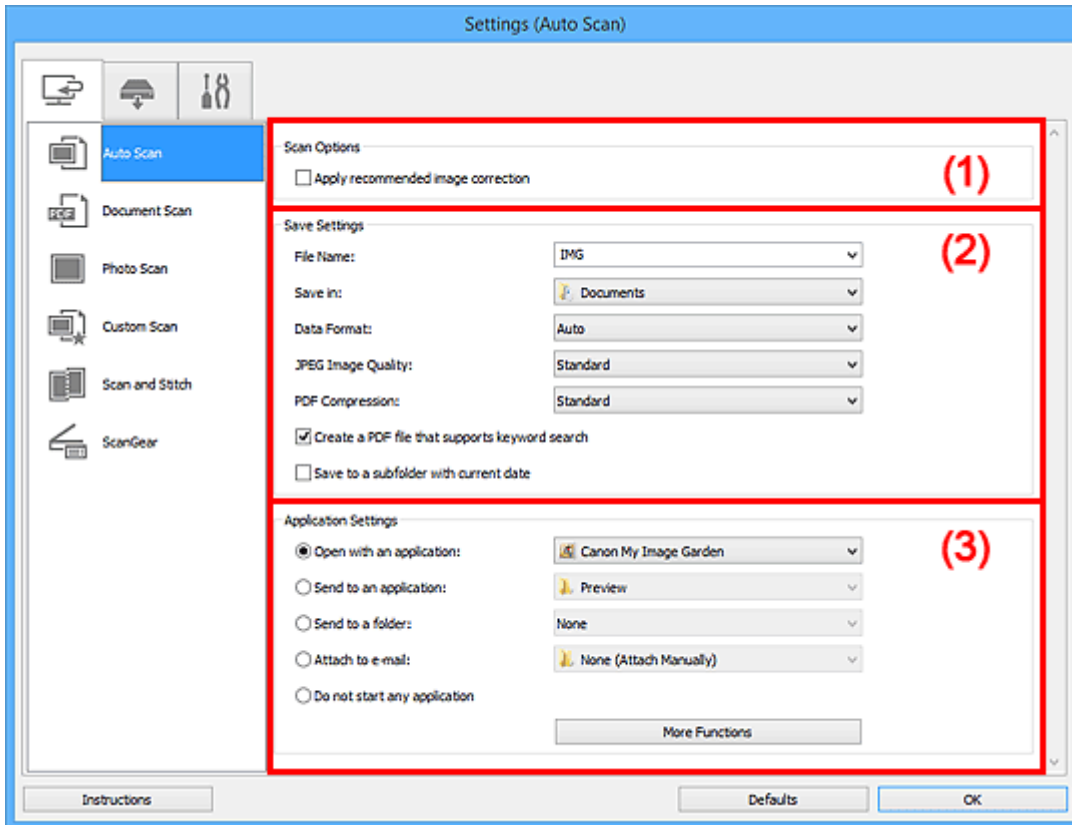 Settings (Auto Scan)
Auto Scan
Document Scan
Photo Scan
Custom Scan
Scan and Stitch
ScanGear
Scan Options
Apply recommended image correction
(1)
Save Settings
(2)
File Name: IMG
Save in: Documents
Data Format: Auto
JPEG Image Quality: Standard
PDF Compression: Standard
Create a PDF file that supports keyword search
Save to a subfolder with current date
Application Settings
(3)
Open with an application: Canon My Image Garden
Send to an application: Preview
Send to a folder: None
Attach to e-mail: None (Attach Manually)
Do not start any application
More Functions
Instructions Defaults OK